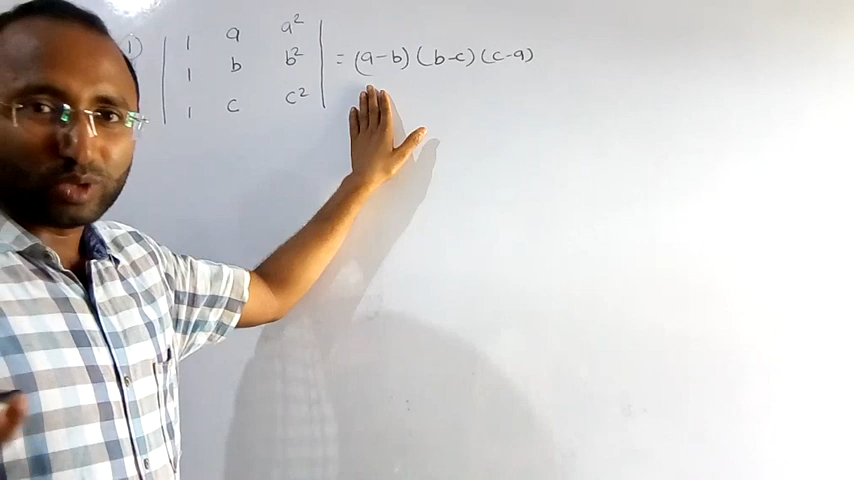 1) | 1 a a² |
| 1 b b² | = (a-b) (b-c) (c-a)
| 1 c c² |